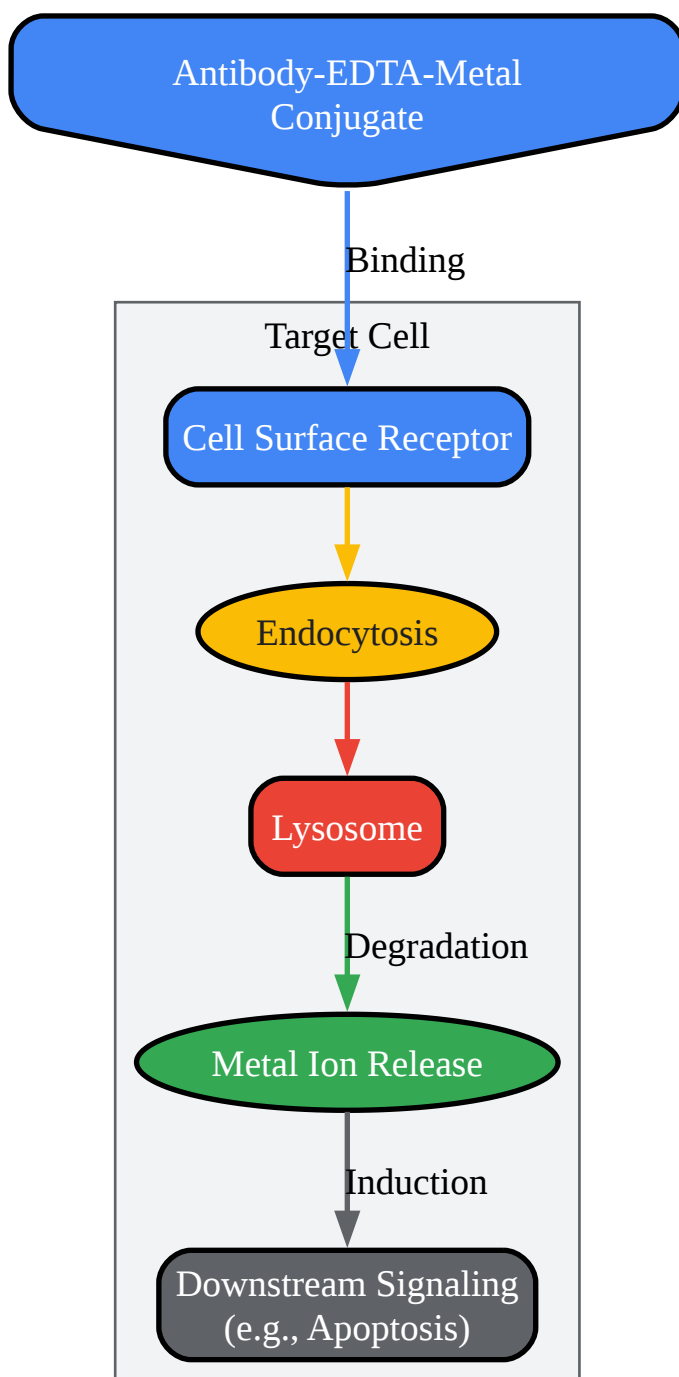 Antibody-EDTA-Metal
Conjugate
Binding
Target Cell
Cell Surface Receptor
Endocytosis
Lysosome
Degradation
Metal Ion Release
Induction
Downstream Signaling
(e.g., Apoptosis)